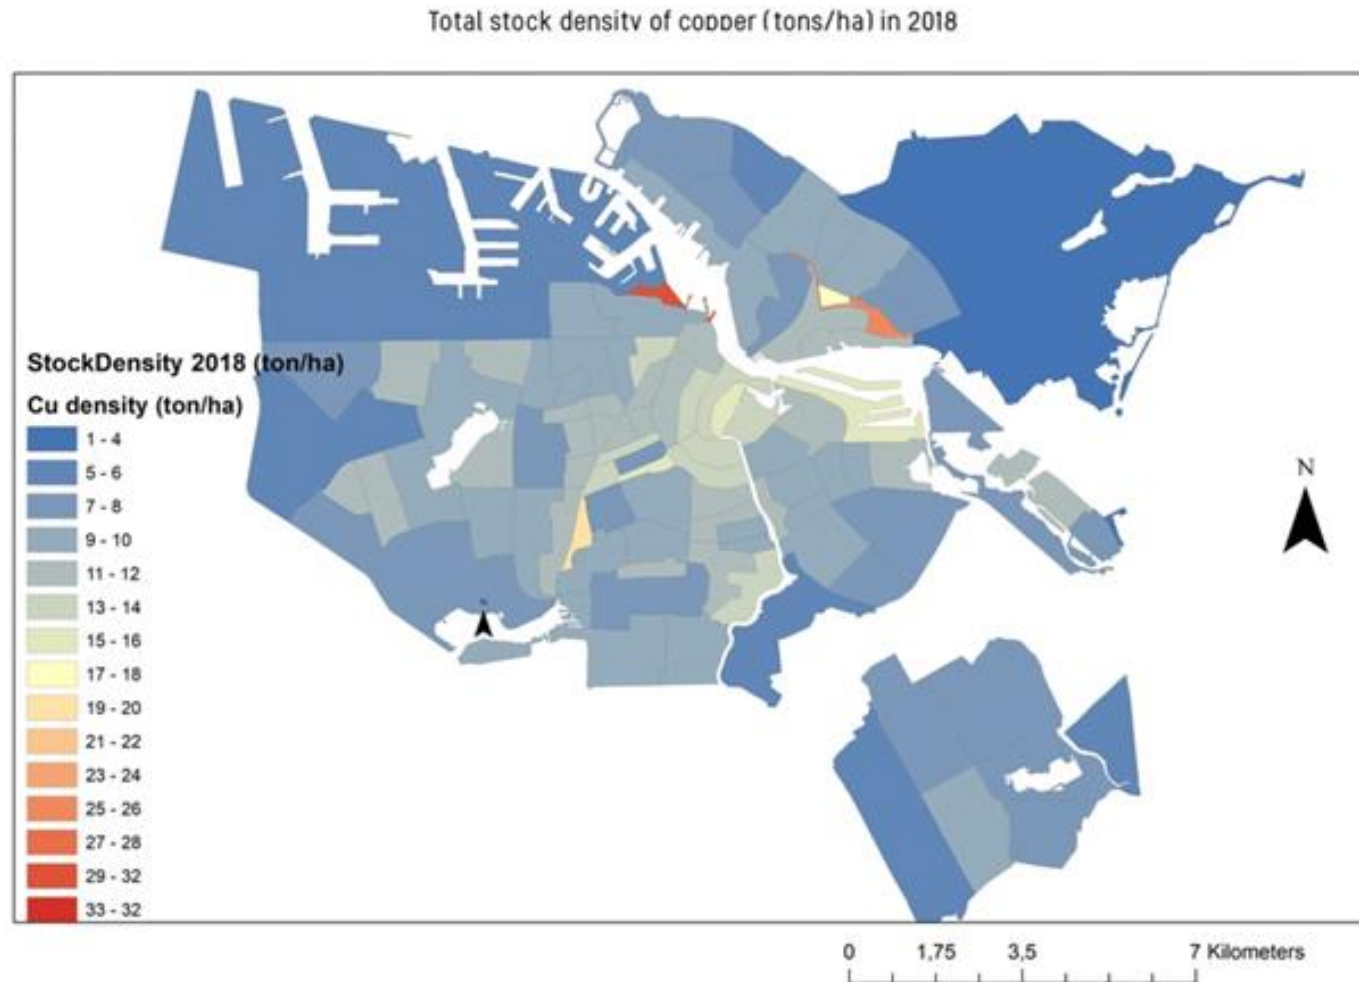 Total stock density of copper (tons/ha) in 2018
StockDensity 2018 (ton/ha)
Cu density (ton/ha)
1 - 4
5 - 6
7 - 8
9 - 10
11 - 12
13 - 14
15 - 16
17 - 18
19 - 20
21 - 22
23 - 24
25 - 26
27 - 28
29 - 32
33 - 32
N
0 1,75 3,5 7 Kilometers